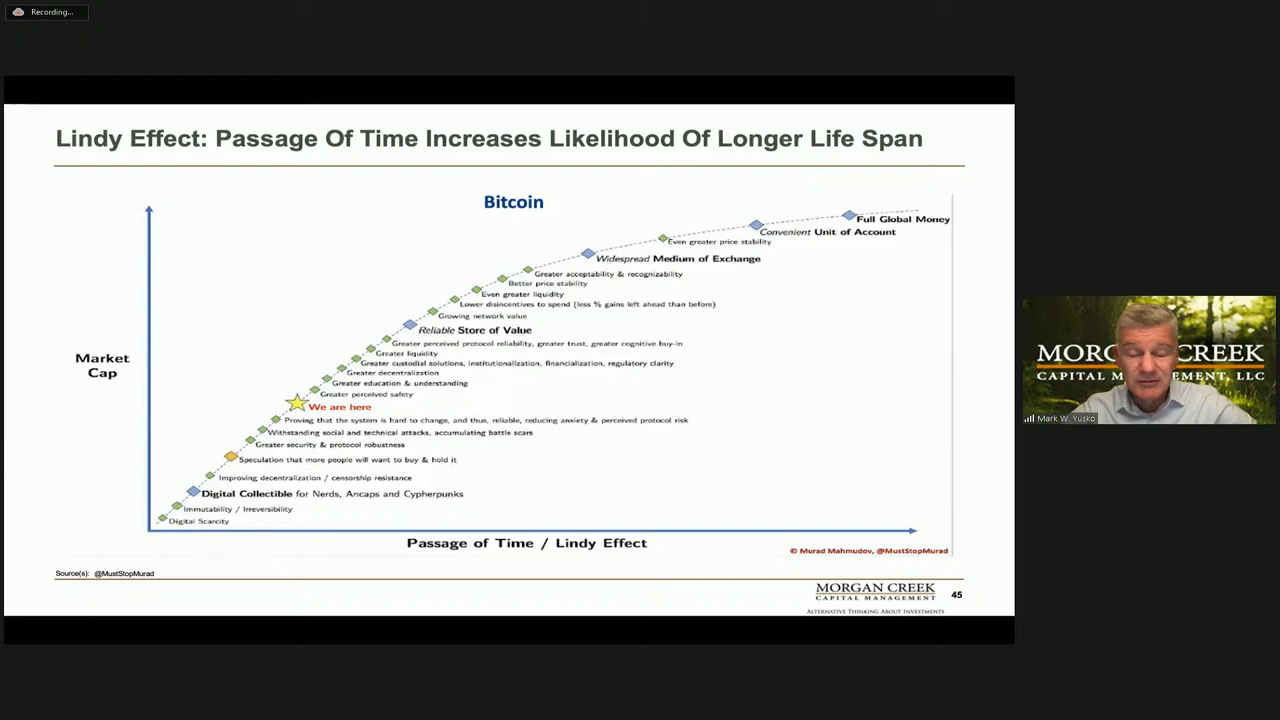 Recording...
Lindy Effect: Passage Of Time Increases Likelihood Of Longer Life Span
Bitcoin
Full Global Money
Convenient Unit of Account
Even greater price stability
Widespread Medium of Exchange
Greater acceptability & recognizability
Better price stability
Even greater liquidity
Lower disincentives to spend (less % gains left ahead than before)
Growing network value
Reliable Store of Value
Greater perceived protocol reliability, greater trust, greater cognitive buy-in
Greater liquidity
Greater custodial solutions, institutionalization, financialization, regulatory clarity
Greater decentralization
Greater education & understanding
Greater perceived safety
We are here
Proving that the system is hard to change, and thus, reliable, reducing anxiety & perceived protocol risk
Withstanding social and technical attacks, accumulating battle scars
Greater security & protocol robustness
Speculation that more people will want to buy & hold it
Improving decentralization / censorship resistance
Digital Collectible for Nerds, Ancaps and Cypherpunks
Immutability / Irreversibility
Digital Scarcity
Market
Cap
Passage of Time / Lindy Effect
© Murad Mahmudov, @MustStopMurad
Source(s): @MustStopMurad
MORGAN CREEK
CAPITAL MANAGEMENT
ALTERNATIVE THINKING ABOUT INVESTMENTS
45
MORG CREEK
CAPITAL MA EMENT, LLC
Mark W. Yusko